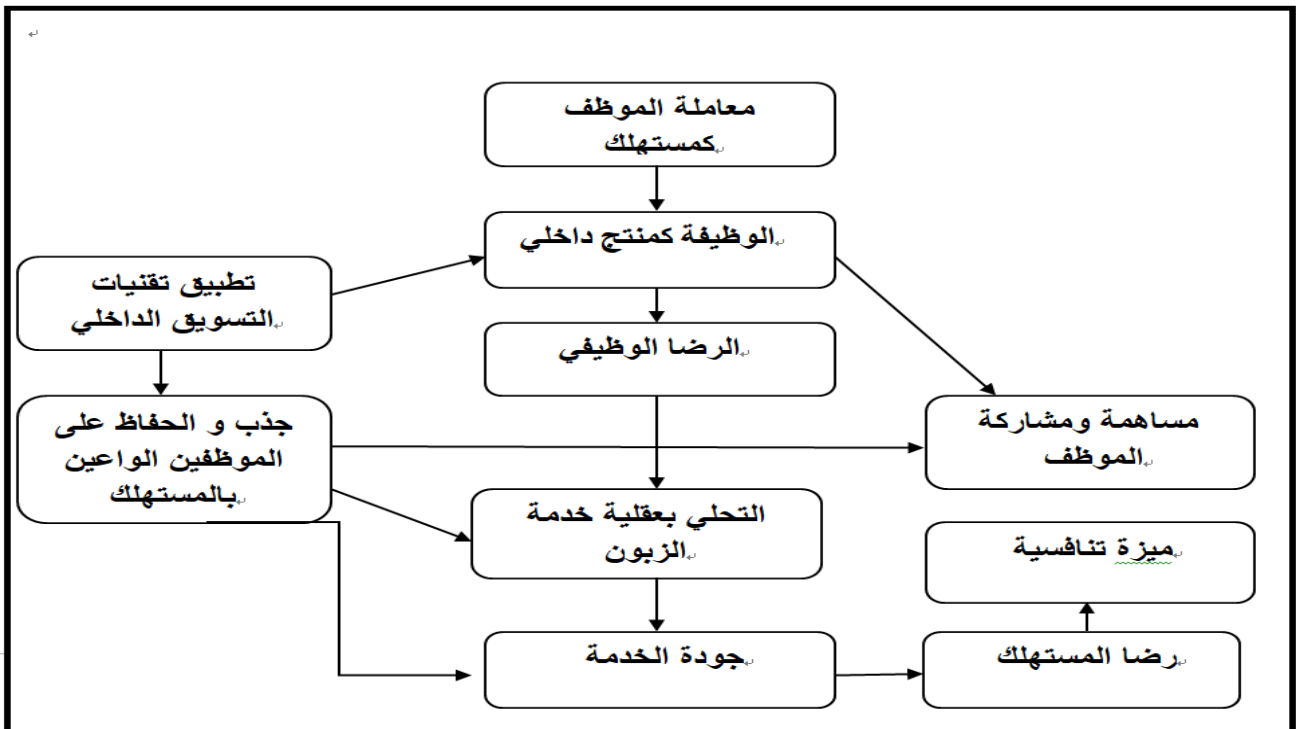 معاملة الموظف
كمستهلك
الوظيفة كمنتج داخلي
تطبيق تقنيات
التسويق الداخلي
الرضا الوظيفي
جذب و الحفاظ على
الموظفين الواعين
بالمستهلك
مساهمة ومشاركة
الموظف
التحلي بعقلية خدمة
الزبون
ميزة تنافسية
جودة الخدمة
رضا المستهلك